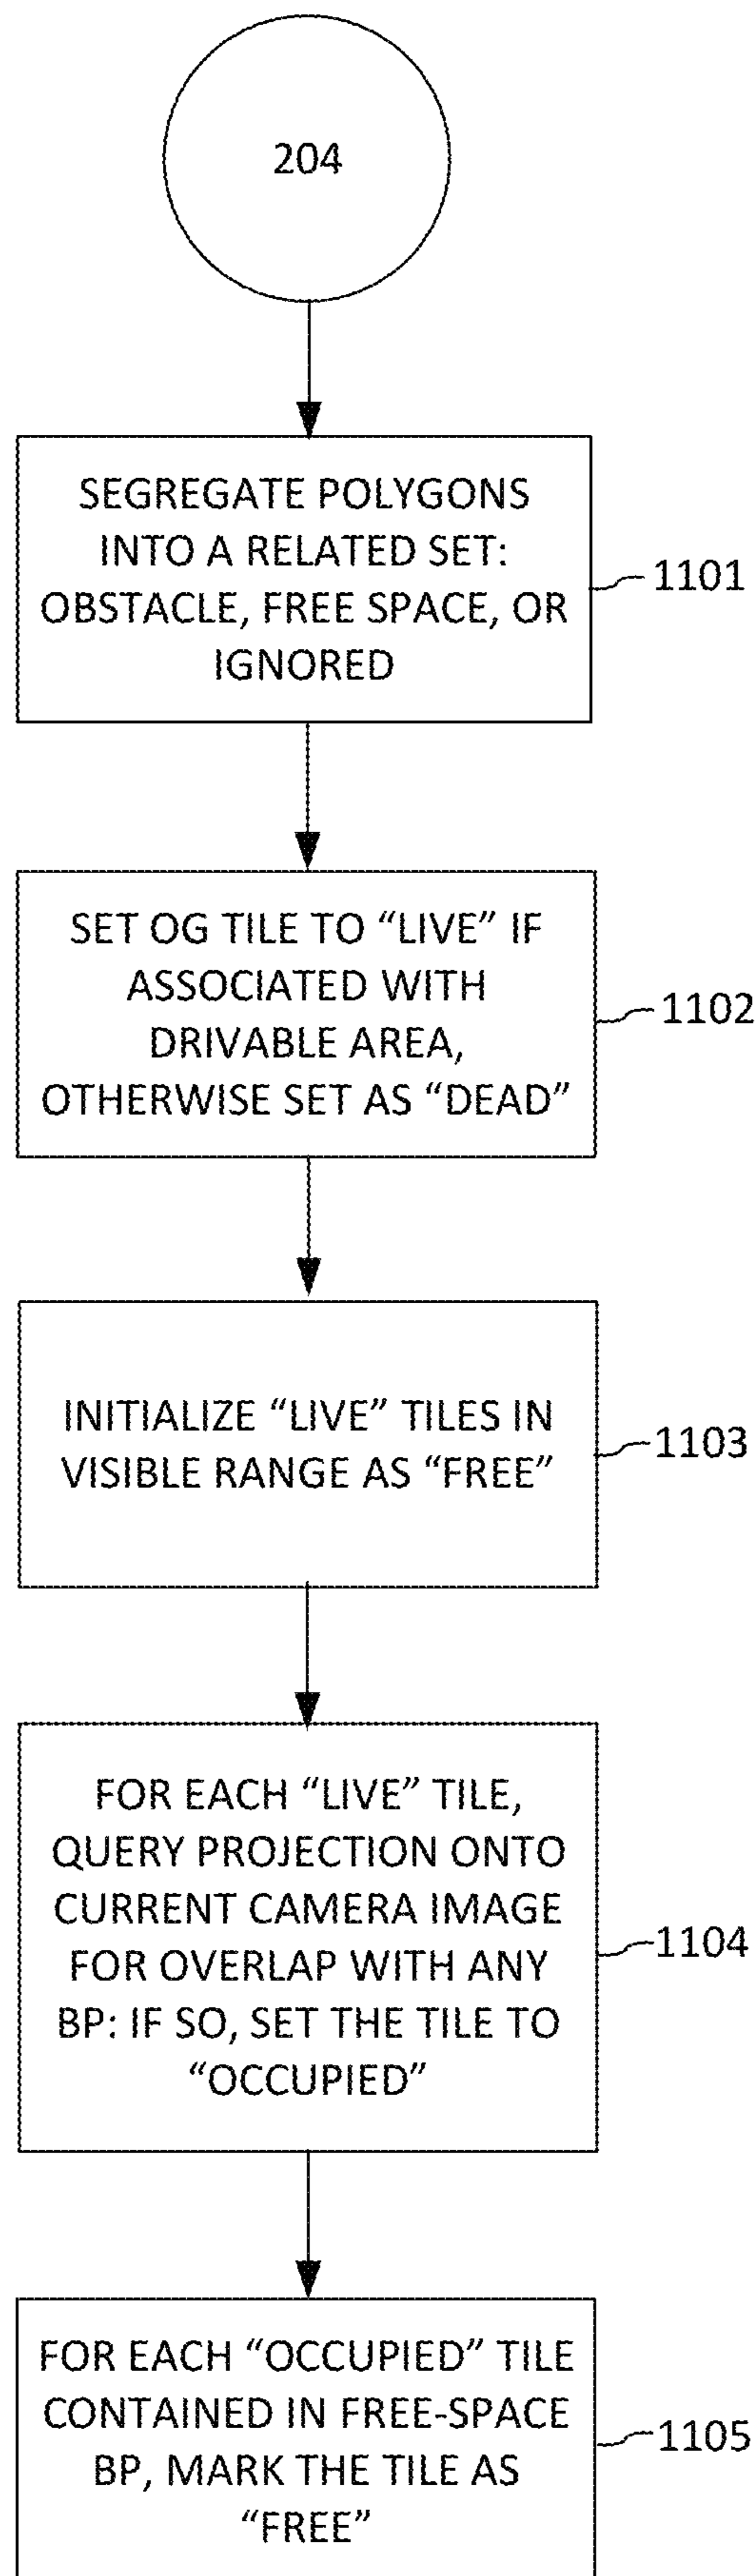 204
SEGREGATE POLYGONS
INTO A RELATED SET:
OBSTACLE, FREE SPACE, OR
IGNORED
1101
SET OG TILE TO “LIVE” IF
ASSOCIATED WITH
DRIVABLE AREA,
OTHERWISE SET AS “DEAD”
1102
INITIALIZE “LIVE” TILES IN
VISIBLE RANGE AS “FREE”
1103
FOR EACH “LIVE” TILE,
QUERY PROJECTION ONTO
CURRENT CAMERA IMAGE
FOR OVERLAP WITH ANY
BP: IF SO, SET THE TILE TO
“OCCUPIED”
1104
FOR EACH “OCCUPIED” TILE
CONTAINED IN FREE-SPACE
BP, MARK THE TILE AS
“FREE”
1105